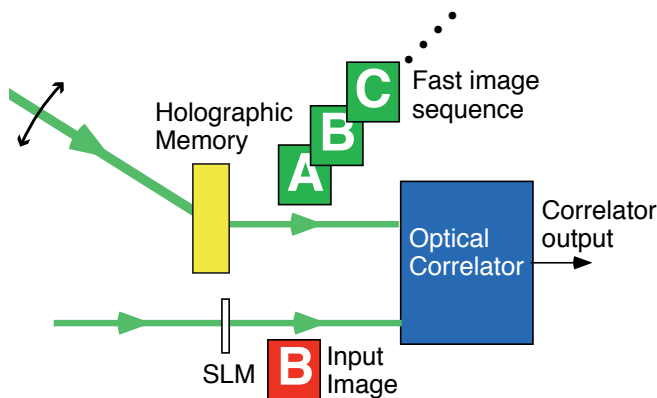 Holographic
Memory
A
B
C
Fast image
sequence
Optical
Correlator
Correlator
output
SLM
B
Input
Image